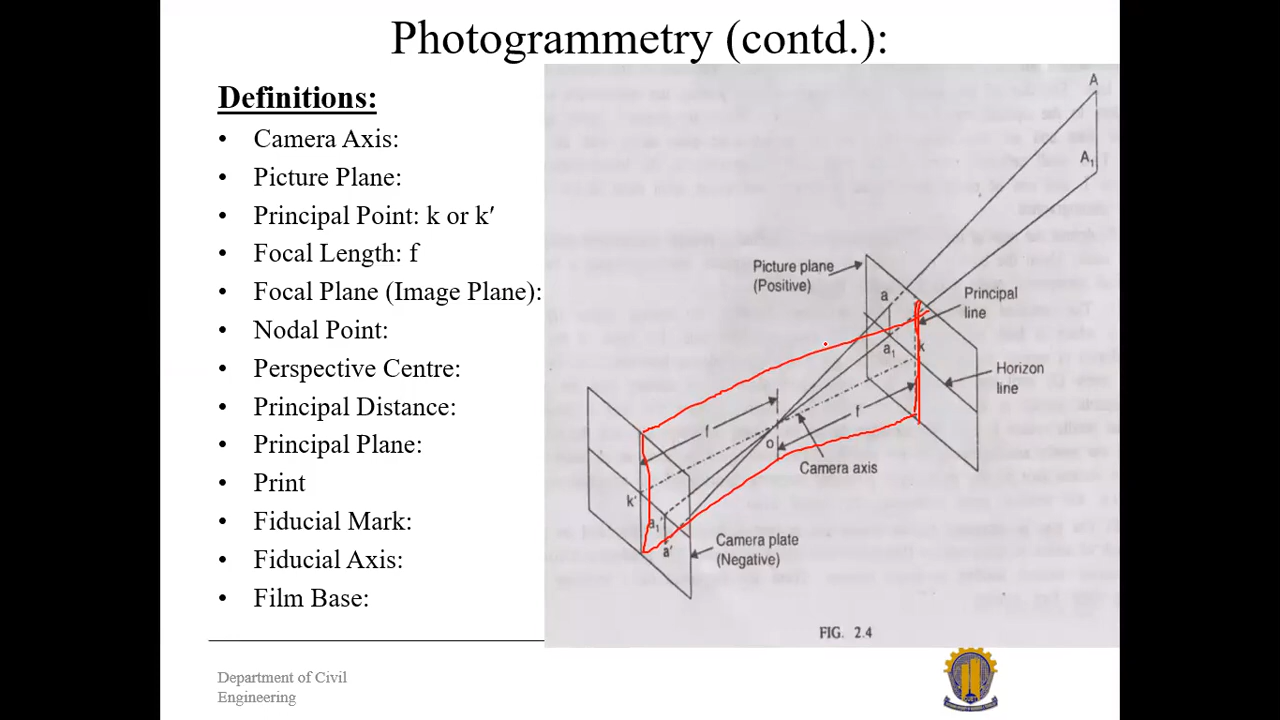 Photogrammetry (contd.):
Definitions:
• Camera Axis:
• Picture Plane:
• Principal Point: k or k′
• Focal Length: f
• Focal Plane (Image Plane):
• Nodal Point:
• Perspective Centre:
• Principal Distance:
• Principal Plane:
• Print
• Fiducial Mark:
• Fiducial Axis:
• Film Base:
A
A₁
Picture plane
(Positive)
a
Principal
line
a₁
k
Horizon
line
f
f
o
Camera axis
k'
a₁'
a'
Camera plate
(Negative)
FIG. 2.4
Department of Civil
Engineering